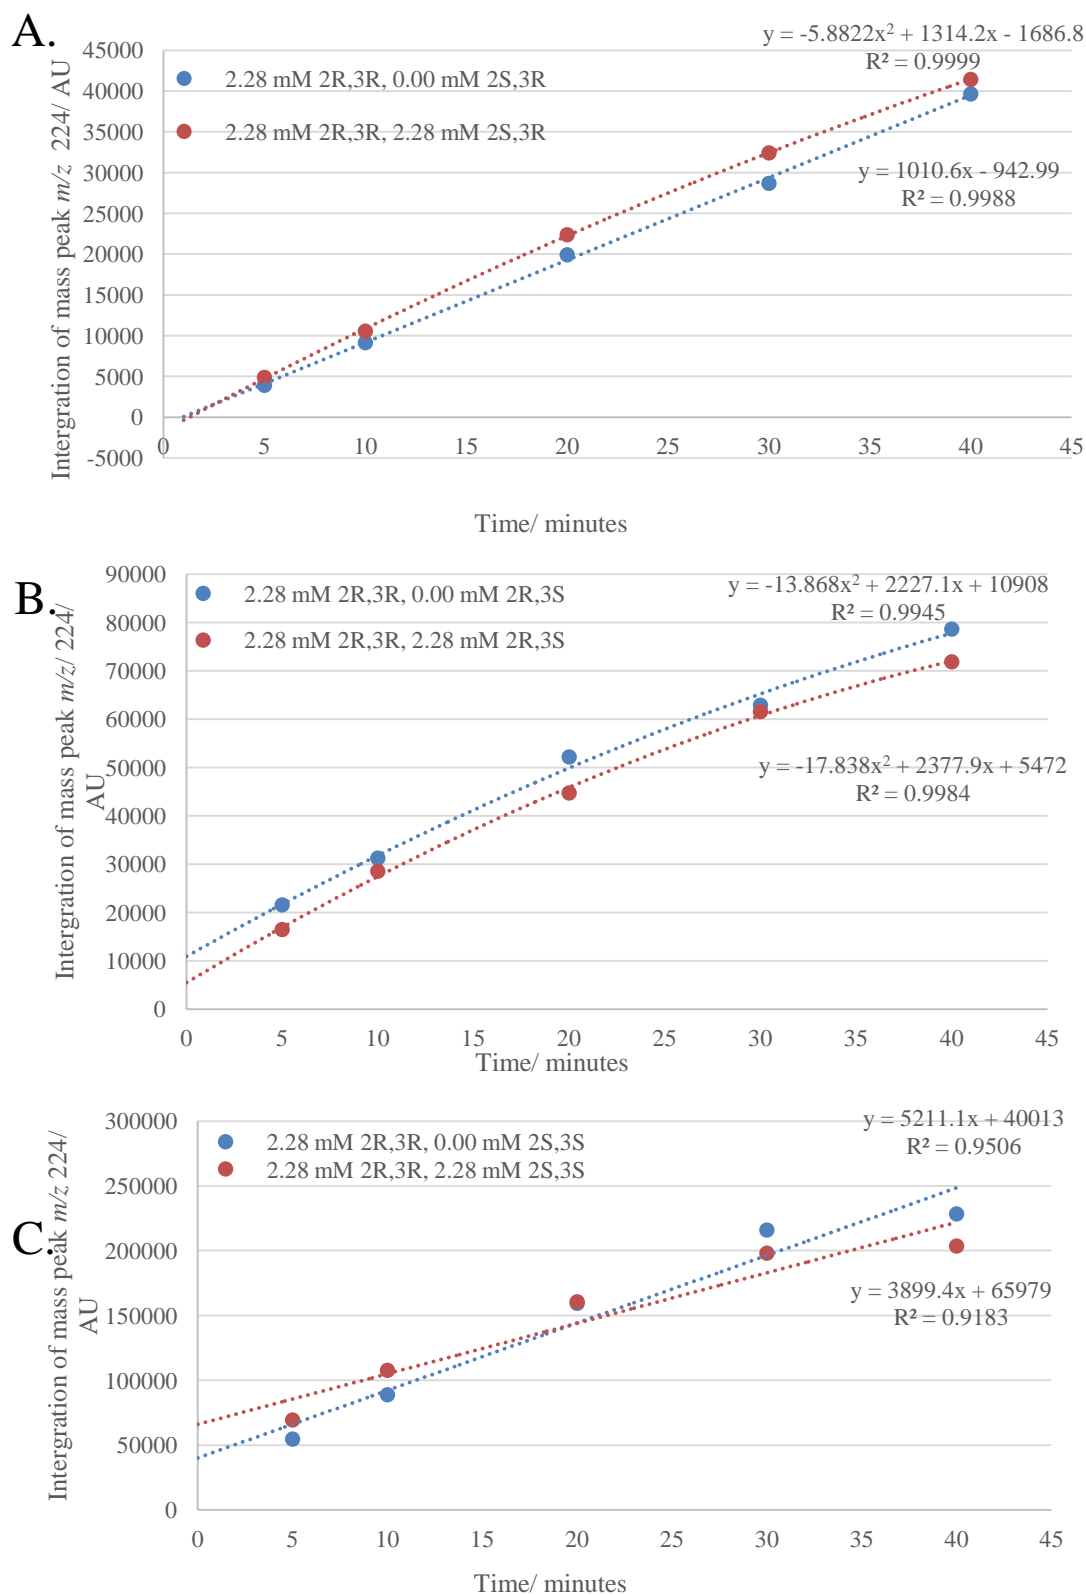 A.
y = -5.8822x² + 1314.2x - 1686.8
R² = 0.9999
2.28 mM 2R,3R, 0.00 mM 2S,3R
2.28 mM 2R,3R, 2.28 mM 2S,3R
y = 1010.6x - 942.99
R² = 0.9988
Intergration of mass peak m/z 224/ AU
45000
40000
35000
30000
25000
20000
15000
10000
5000
0
-5000
0 5 10 15 20 25 30 35 40 45
Time/ minutes
B.
2.28 mM 2R,3R, 0.00 mM 2R,3S
2.28 mM 2R,3R, 2.28 mM 2R,3S
y = -13.868x² + 2227.1x + 10908
R² = 0.9945
y = -17.838x² + 2377.9x + 5472
R² = 0.9984
Intergration of mass peak m/z/ 224/
AU
90000
80000
70000
60000
50000
40000
30000
20000
10000
0
0 5 10 15 20 25 30 35 40 45
Time/ minutes
C.
2.28 mM 2R,3R, 0.00 mM 2S,3S
2.28 mM 2R,3R, 2.28 mM 2S,3S
y = 5211.1x + 40013
R² = 0.9506
y = 3899.4x + 65979
R² = 0.9183
Intergration of mass peak m/z 224/
AU
300000
250000
200000
150000
100000
50000
0
0 5 10 15 20 25 30 35 40 45
Time/ minutes